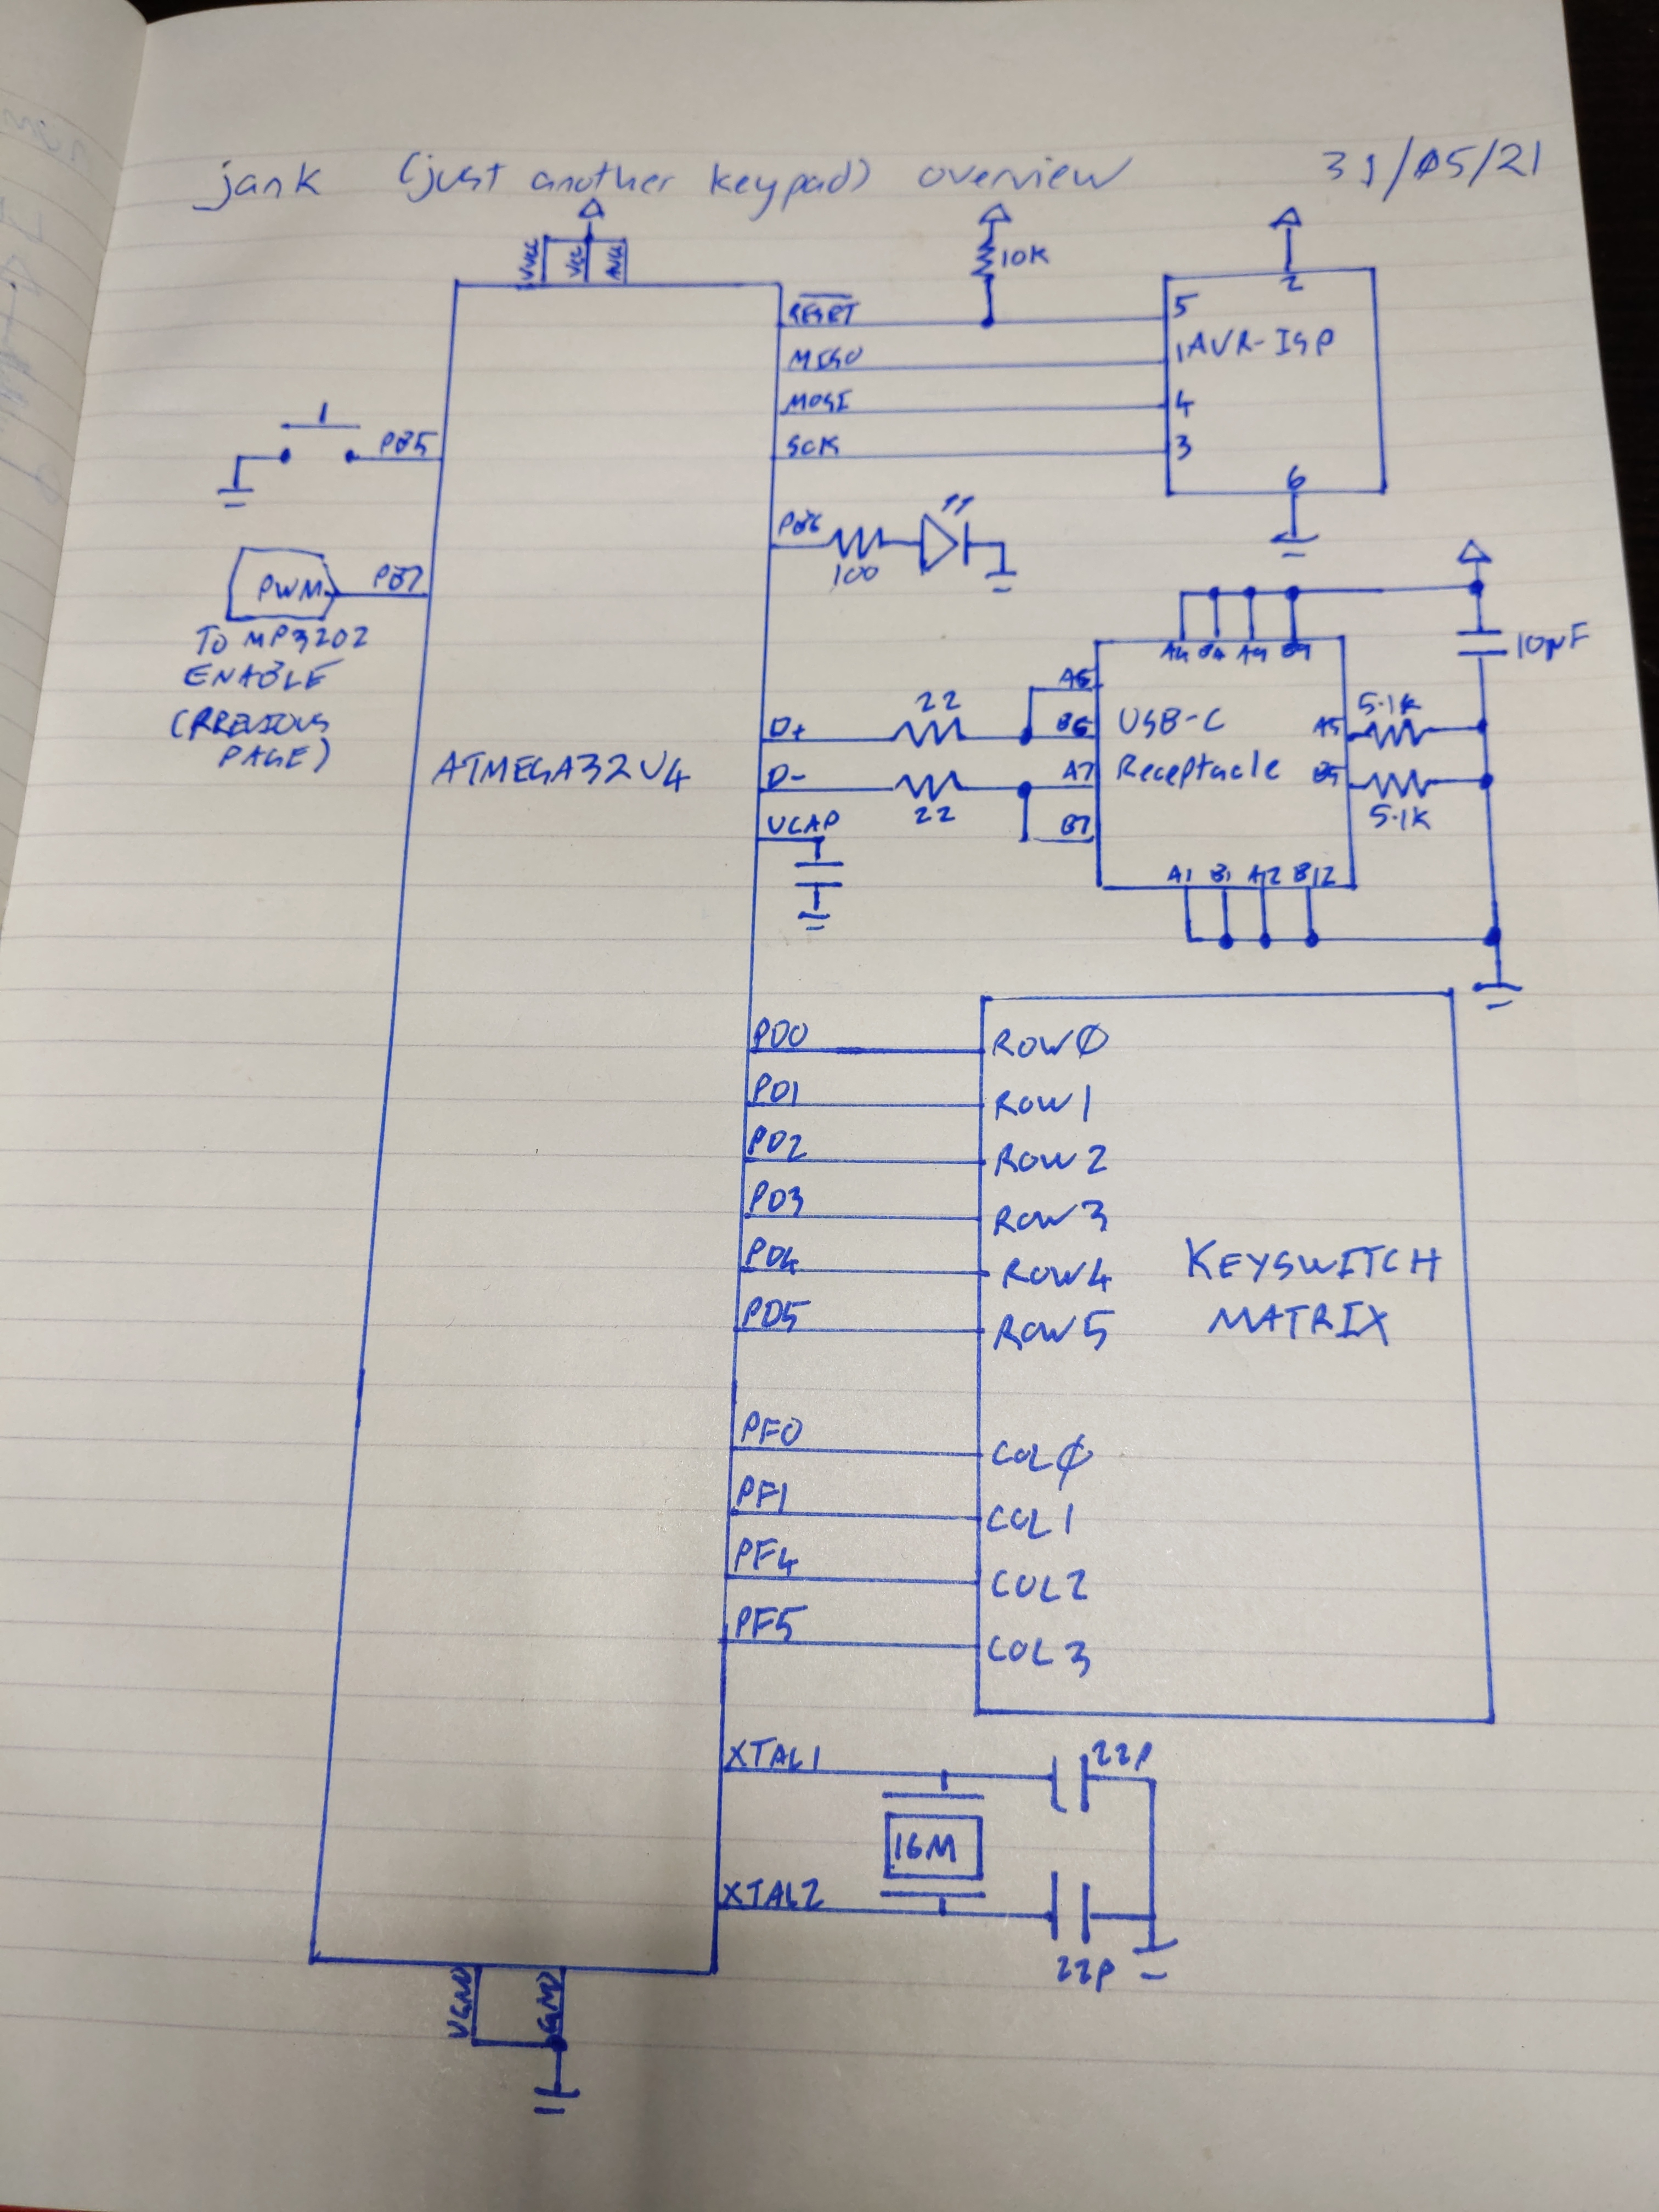 jank (just another keypad) overview 31/05/21
UVCC VCC AVCC
10K
RESET
MISO
MOSI
SCK
5
1
4
3
2
6
AVR-ISP
PB5
PB6
100
PWM
PB7
TO MP3202
ENABLE
(PREVIOUS
PAGE)
ATMEGA32U4
D+
22
D-
22
UCAP
A6
B6
A7
B7
A4 B4 A9 B9
USB-C
Receptacle
A5
B5
5.1K
5.1K
10µF
A1 B1 A12 B12
PD0 ROW0
PD1 ROW1
PD2 ROW2
PD3 ROW3
PD4 ROW4
PD5 ROW5
KEYSWITCH
MATRIX
PF0 COL0
PF1 COL1
PF4 COL2
PF5 COL3
XTAL1
22p
16M
XTAL2
22p
UGND GND